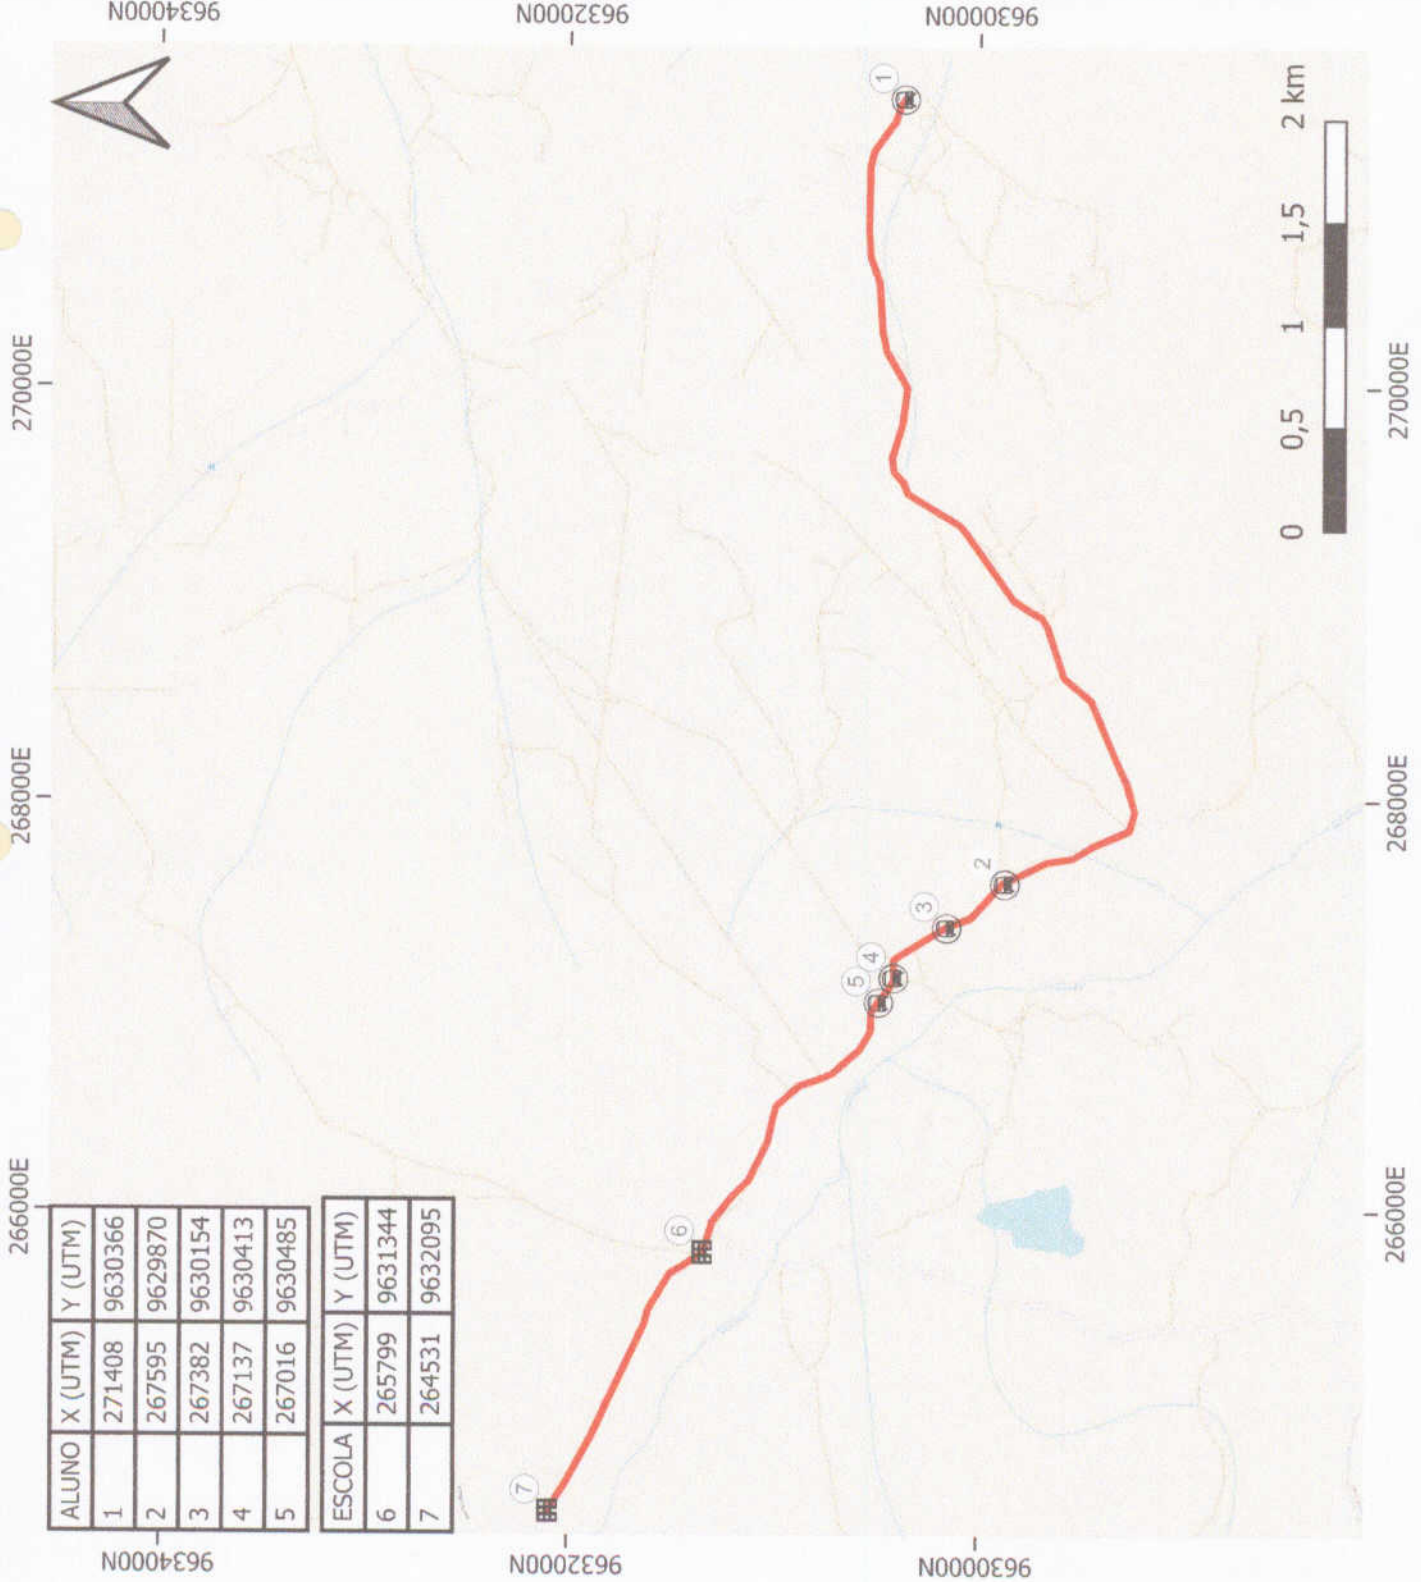 266000E
268000E
270000E
9634000N
9634000N
ALUNO X (UTM) Y (UTM)
1 271408 9630366
2 267595 9629870
3 267382 9630154
4 267137 9630413
5 267016 9630485
ESCOLA X (UTM) Y (UTM)
6 265799 9631344
7 264531 9632095
9632000N
9632000N
7
6
5
4
3
2
1
9630000N
9630000N
0 0,5 1 1,5 2 km
266000E
268000E
270000E